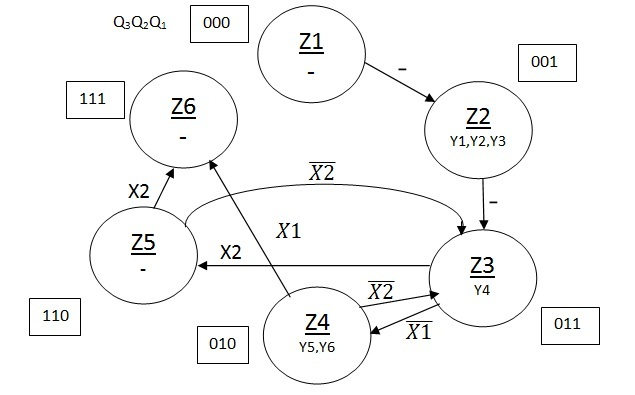 Q₃Q₂Q₁
000
Z1
-
-
001
Z2
Y1,Y2,Y3
-
111
Z6
-
X2
X̅2̅
X1
Z5
-
X2
Z3
Y4
110
010
Z4
Y5,Y6
X̅2̅
X̅1̅
011